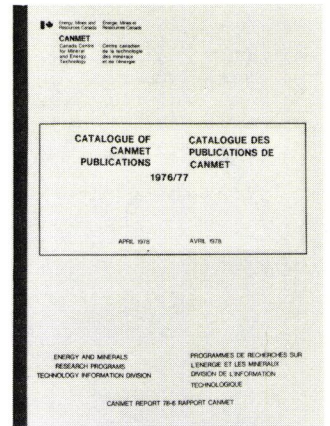 Energy, Mines and Resources Canada
Énergie, Mines et Ressources Canada
CANMET
Canada Centre for Mineral and Energy Technology
Centre canadien de la technologie des minéraux et de l'énergie
CATALOGUE OF
CANMET
PUBLICATIONS
CATALOGUE DES
PUBLICATIONS DE
CANMET
1976/77
APRIL 1978
AVRIL 1978
ENERGY AND MINERALS
RESEARCH PROGRAMS
TECHNOLOGY INFORMATION DIVISION
PROGRAMMES DE RECHERCHES SUR
L'ENERGIE ET LES MINERAUX
DIVISION DE L'INFORMATION
TECHNOLOGIQUE
CANMET REPORT 78-6 RAPPORT CANMET